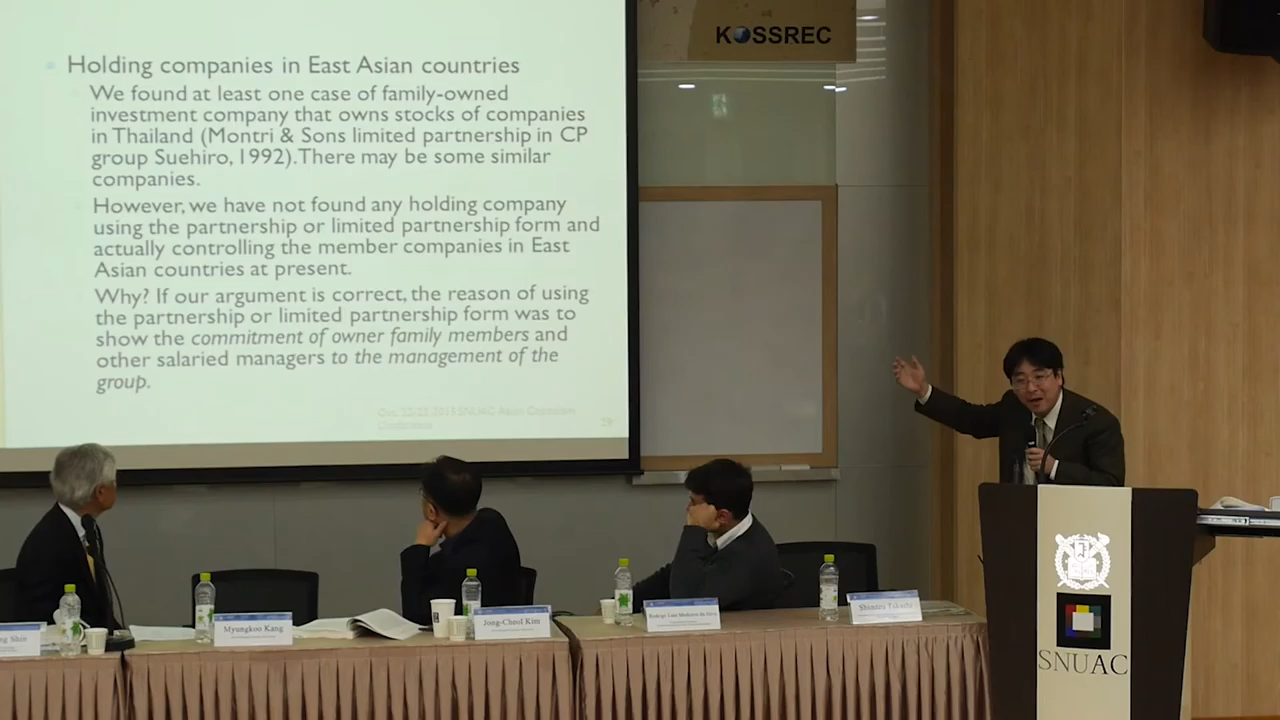 KOSSREC
Holding companies in East Asian countries
We found at least one case of family-owned
investment company that owns stocks of companies
in Thailand (Montri & Sons limited partnership in CP
group Suehiro, 1992). There may be some similar
companies.
However, we have not found any holding company
using the partnership or limited partnership form and
actually controlling the member companies in East
Asian countries at present.
Why? If our argument is correct, the reason of using
the partnership or limited partnership form was to
show the commitment of owner family members and
other salaried managers to the management of the
group.
29
Myungkoo Kang
Jong-Cheol Kim
SNUAC